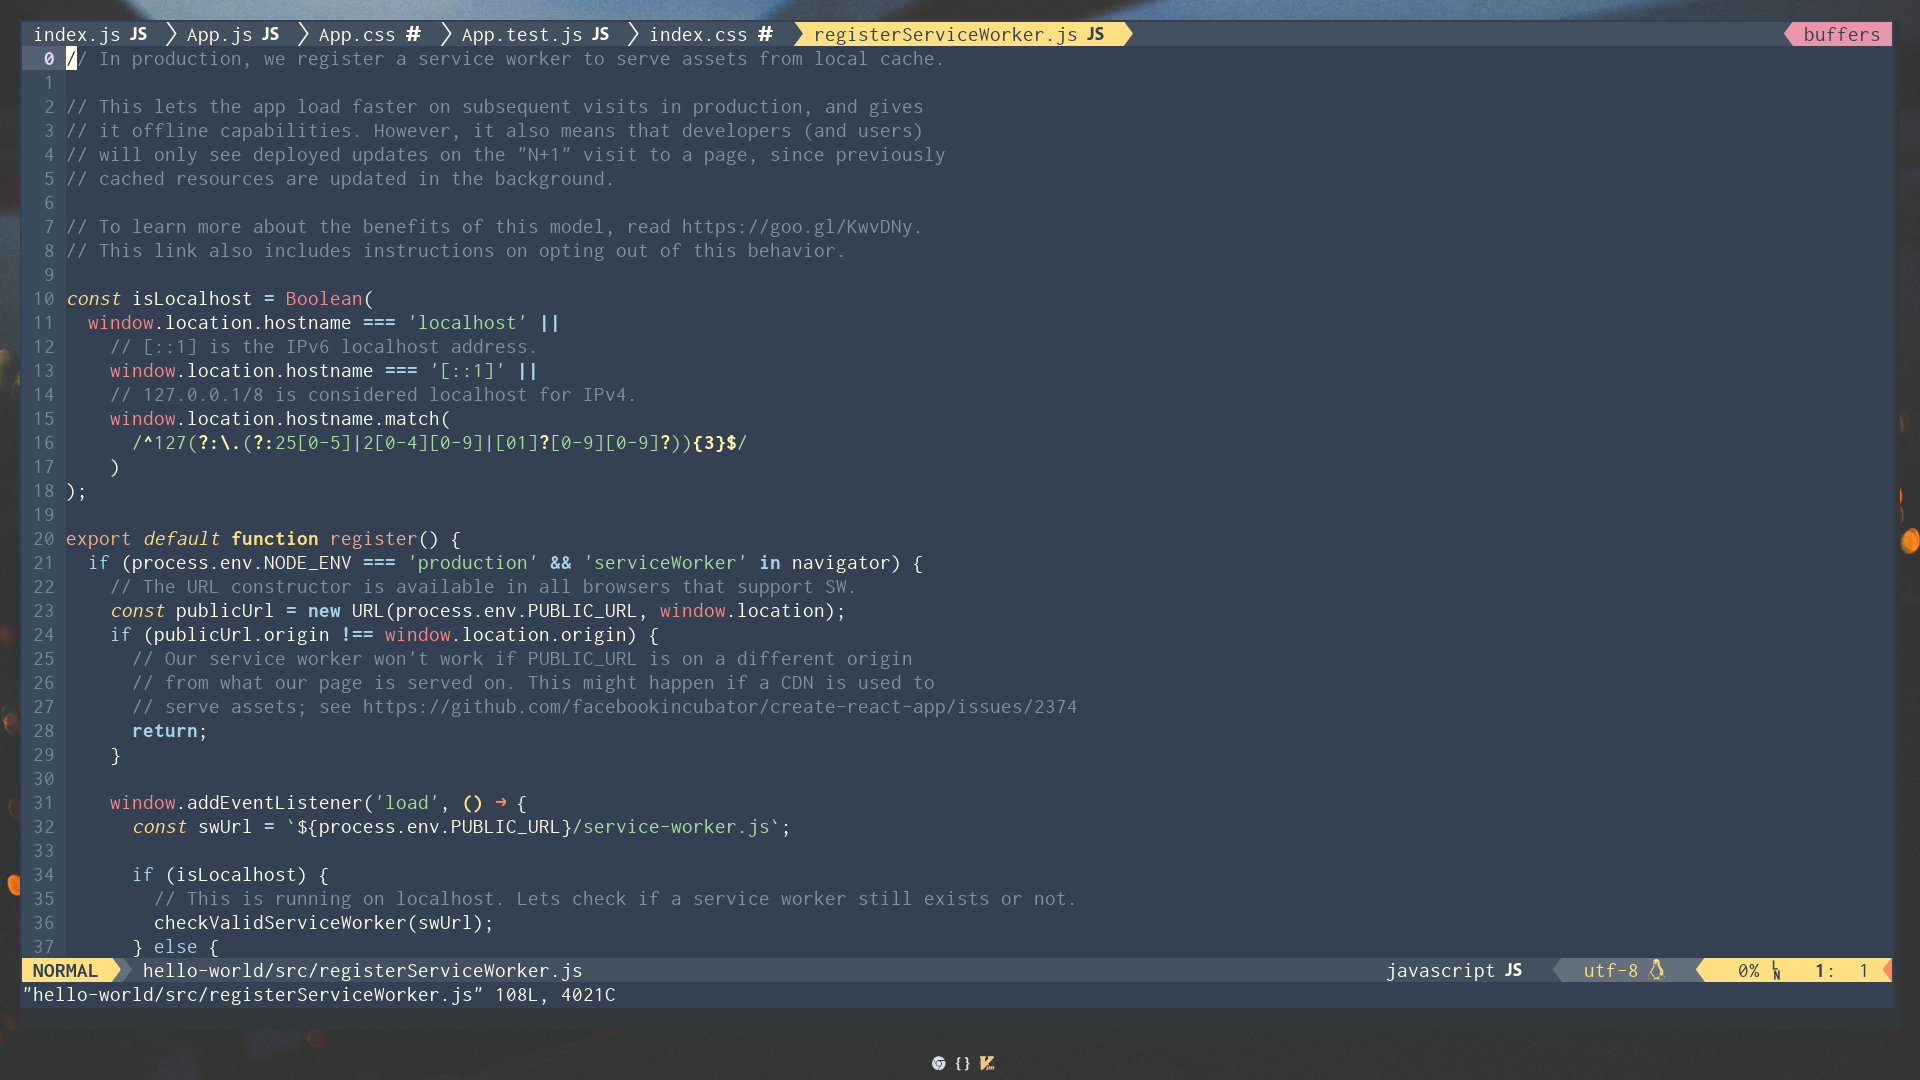 index.js JS App.js JS App.css # App.test.js JS index.css # registerServiceWorker.js JS buffers
0 // In production, we register a service worker to serve assets from local cache.
1
2 // This lets the app load faster on subsequent visits in production, and gives
3 // it offline capabilities. However, it also means that developers (and users)
4 // will only see deployed updates on the "N+1" visit to a page, since previously
5 // cached resources are updated in the background.
6
7 // To learn more about the benefits of this model, read https://goo.gl/KwvDNy.
8 // This link also includes instructions on opting out of this behavior.
9
10 const isLocalhost = Boolean(
11 window.location.hostname === 'localhost' ||
12 // [::1] is the IPv6 localhost address.
13 window.location.hostname === '[::1]' ||
14 // 127.0.0.1/8 is considered localhost for IPv4.
15 window.location.hostname.match(
16 /^127(?:\.(?:25[0-5]|2[0-4][0-9]|[01]?[0-9][0-9]?)){3}$/
17 )
18 );
19
20 export default function register() {
21 if (process.env.NODE_ENV === 'production' && 'serviceWorker' in navigator) {
22 // The URL constructor is available in all browsers that support SW.
23 const publicUrl = new URL(process.env.PUBLIC_URL, window.location);
24 if (publicUrl.origin !== window.location.origin) {
25 // Our service worker won't work if PUBLIC_URL is on a different origin
26 // from what our page is served on. This might happen if a CDN is used to
27 // serve assets; see https://github.com/facebookincubator/create-react-app/issues/2374
28 return;
29 }
30
31 window.addEventListener('load', () → {
32 const swUrl = `${process.env.PUBLIC_URL}/service-worker.js`;
33
34 if (isLocalhost) {
35 // This is running on localhost. Lets check if a service worker still exists or not.
36 checkValidServiceWorker(swUrl);
37 } else {
NORMAL hello-world/src/registerServiceWorker.js javascript JS utf-8 0% LN 1: 1
"hello-world/src/registerServiceWorker.js" 108L, 4021C
{}